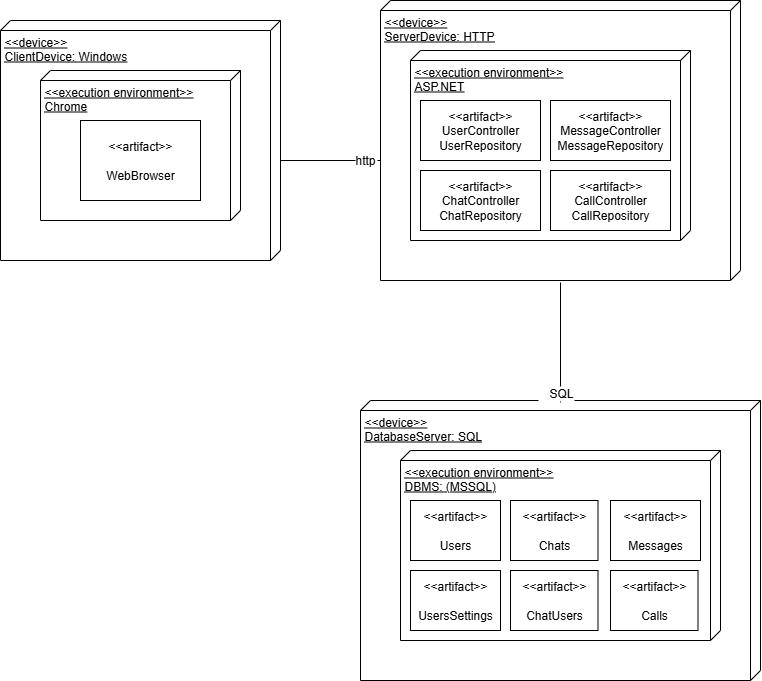 <<device>>
ClientDevice: Windows
<<execution environment>>
Chrome
<<artifact>>
WebBrowser
http
<<device>>
ServerDevice: HTTP
<<execution environment>>
ASP.NET
<<artifact>>
UserController
UserRepository
<<artifact>>
MessageController
MessageRepository
<<artifact>>
ChatController
ChatRepository
<<artifact>>
CallController
CallRepository
SQL
<<device>>
DatabaseServer: SQL
<<execution environment>>
DBMS: (MSSQL)
<<artifact>>
Users
<<artifact>>
Chats
<<artifact>>
Messages
<<artifact>>
UsersSettings
<<artifact>>
ChatUsers
<<artifact>>
Calls